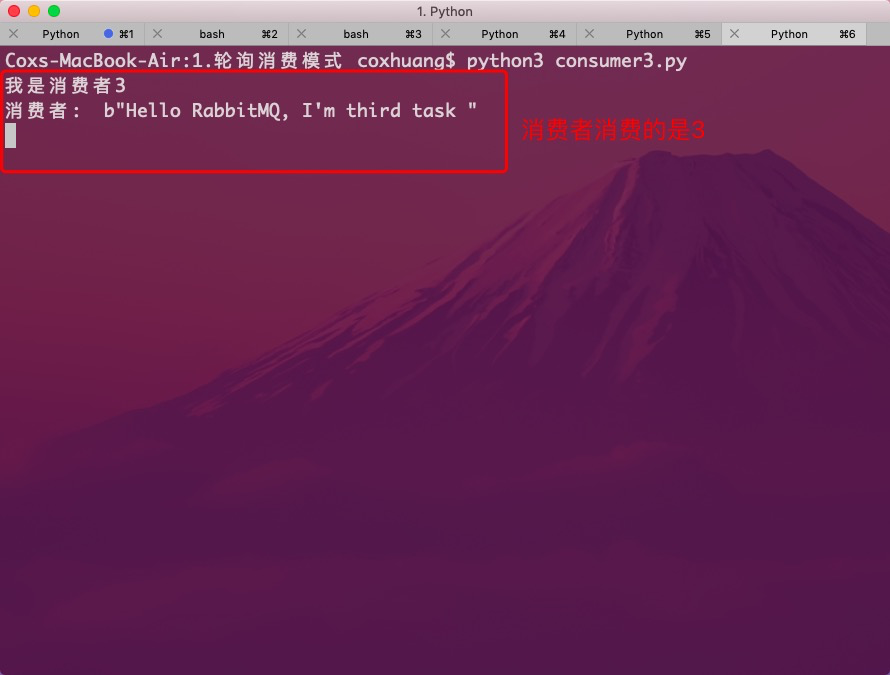 1. Python
Python ⌘1 bash ⌘2 bash ⌘3 Python ⌘4 Python ⌘5 Python ⌘6
Coxs-MacBook-Air:1.轮询消费模式 coxhuang$ python3 consumer3.py
我是消费者3
消费者: b"Hello RabbitMQ, I'm third task "
消费者消费的是3